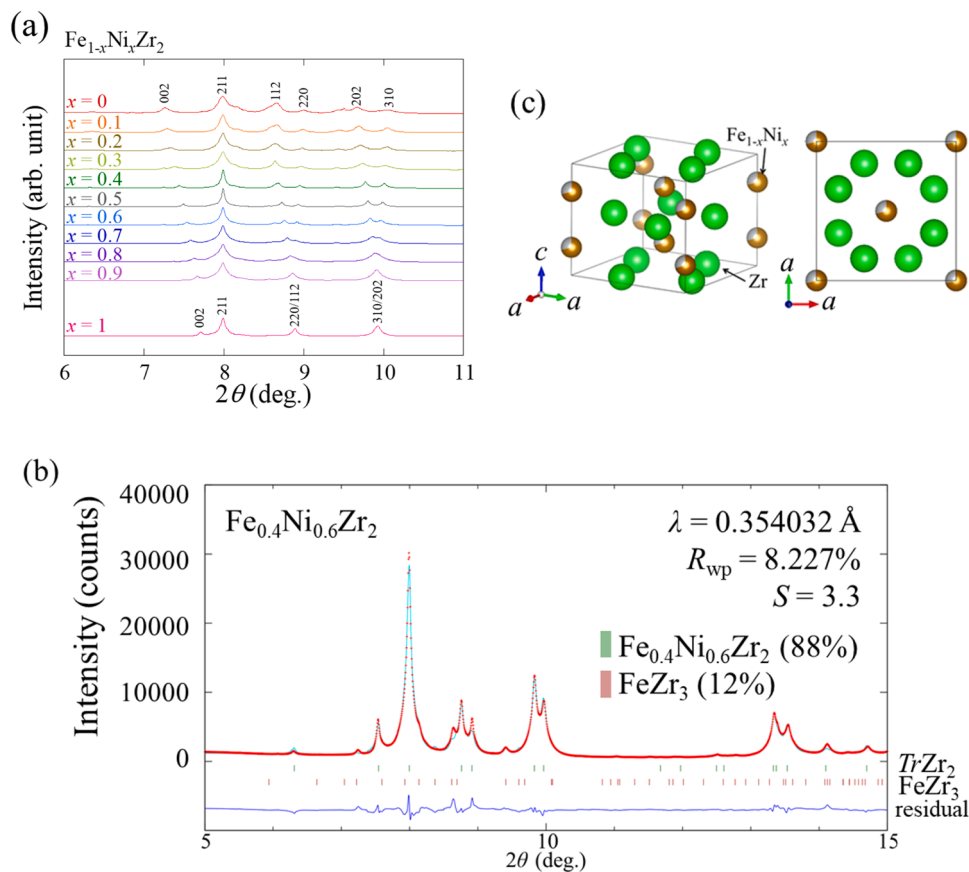 (a)
Fe1-xNixZr2
Intensity (arb. unit)
002
211
112
220
202
310
x = 0
x = 0.1
x = 0.2
x = 0.3
x = 0.4
x = 0.5
x = 0.6
x = 0.7
x = 0.8
x = 0.9
002
211
220/112
310/202
x = 1
6
7
8
9
10
11
2θ (deg.)
(c)
Fe1-xNix
Zr
c
a
a
a
a
(b)
Intensity (counts)
40000
30000
20000
10000
0
Fe0.4Ni0.6Zr2
λ = 0.354032 Å
Rwp = 8.227%
S = 3.3
Fe0.4Ni0.6Zr2 (88%)
FeZr3 (12%)
TrZr2
FeZr3
residual
5
10
15
2θ (deg.)